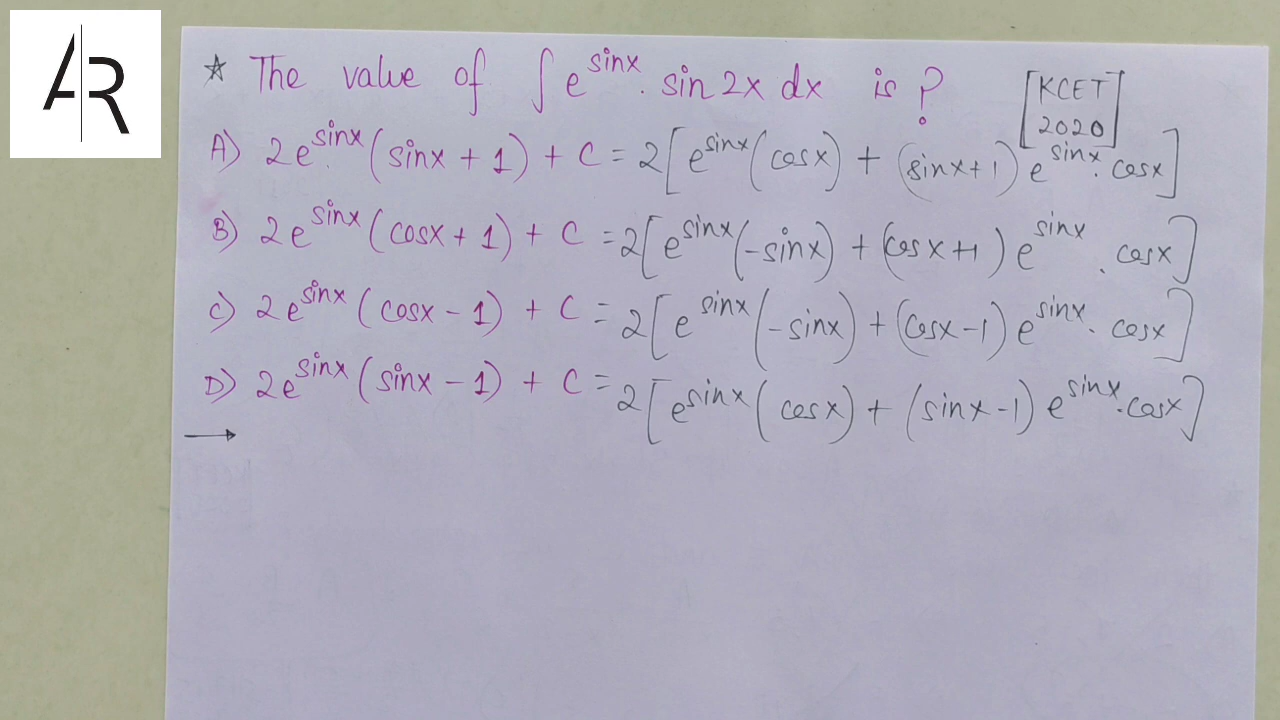 AR
☆ The value of ∫ e^sinx . sin 2x dx is ?
[KCET
2020]
A) 2e^sinx (sinx + 1) + C = 2[e^sinx (cosx) + (sinx+1) e^sinx . cosx]
B) 2e^sinx (cosx + 1) + C = 2[e^sinx (-sinx) + (cosx+1) e^sinx . cosx]
C) 2e^sinx (cosx - 1) + C = 2[e^sinx (-sinx) + (cosx-1) e^sinx . cosx]
D) 2e^sinx (sinx - 1) + C = 2[e^sinx (cosx) + (sinx-1) e^sinx . cosx]
→